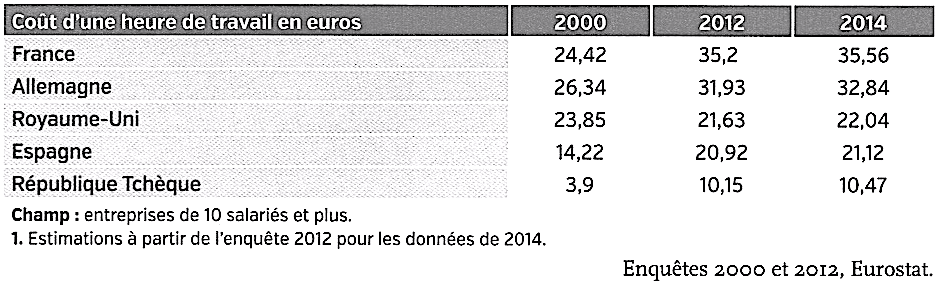 Coût d'une heure de travail en euros 2000 2012 2014
France 24,42 35,2 35,56
Allemagne 26,34 31,93 32,84
Royaume-Uni 23,85 21,63 22,04
Espagne 14,22 20,92 21,12
République Tchèque 3,9 10,15 10,47
Champ : entreprises de 10 salariés et plus.
1. Estimations à partir de l'enquête 2012 pour les données de 2014.
Enquêtes 2000 et 2012, Eurostat.